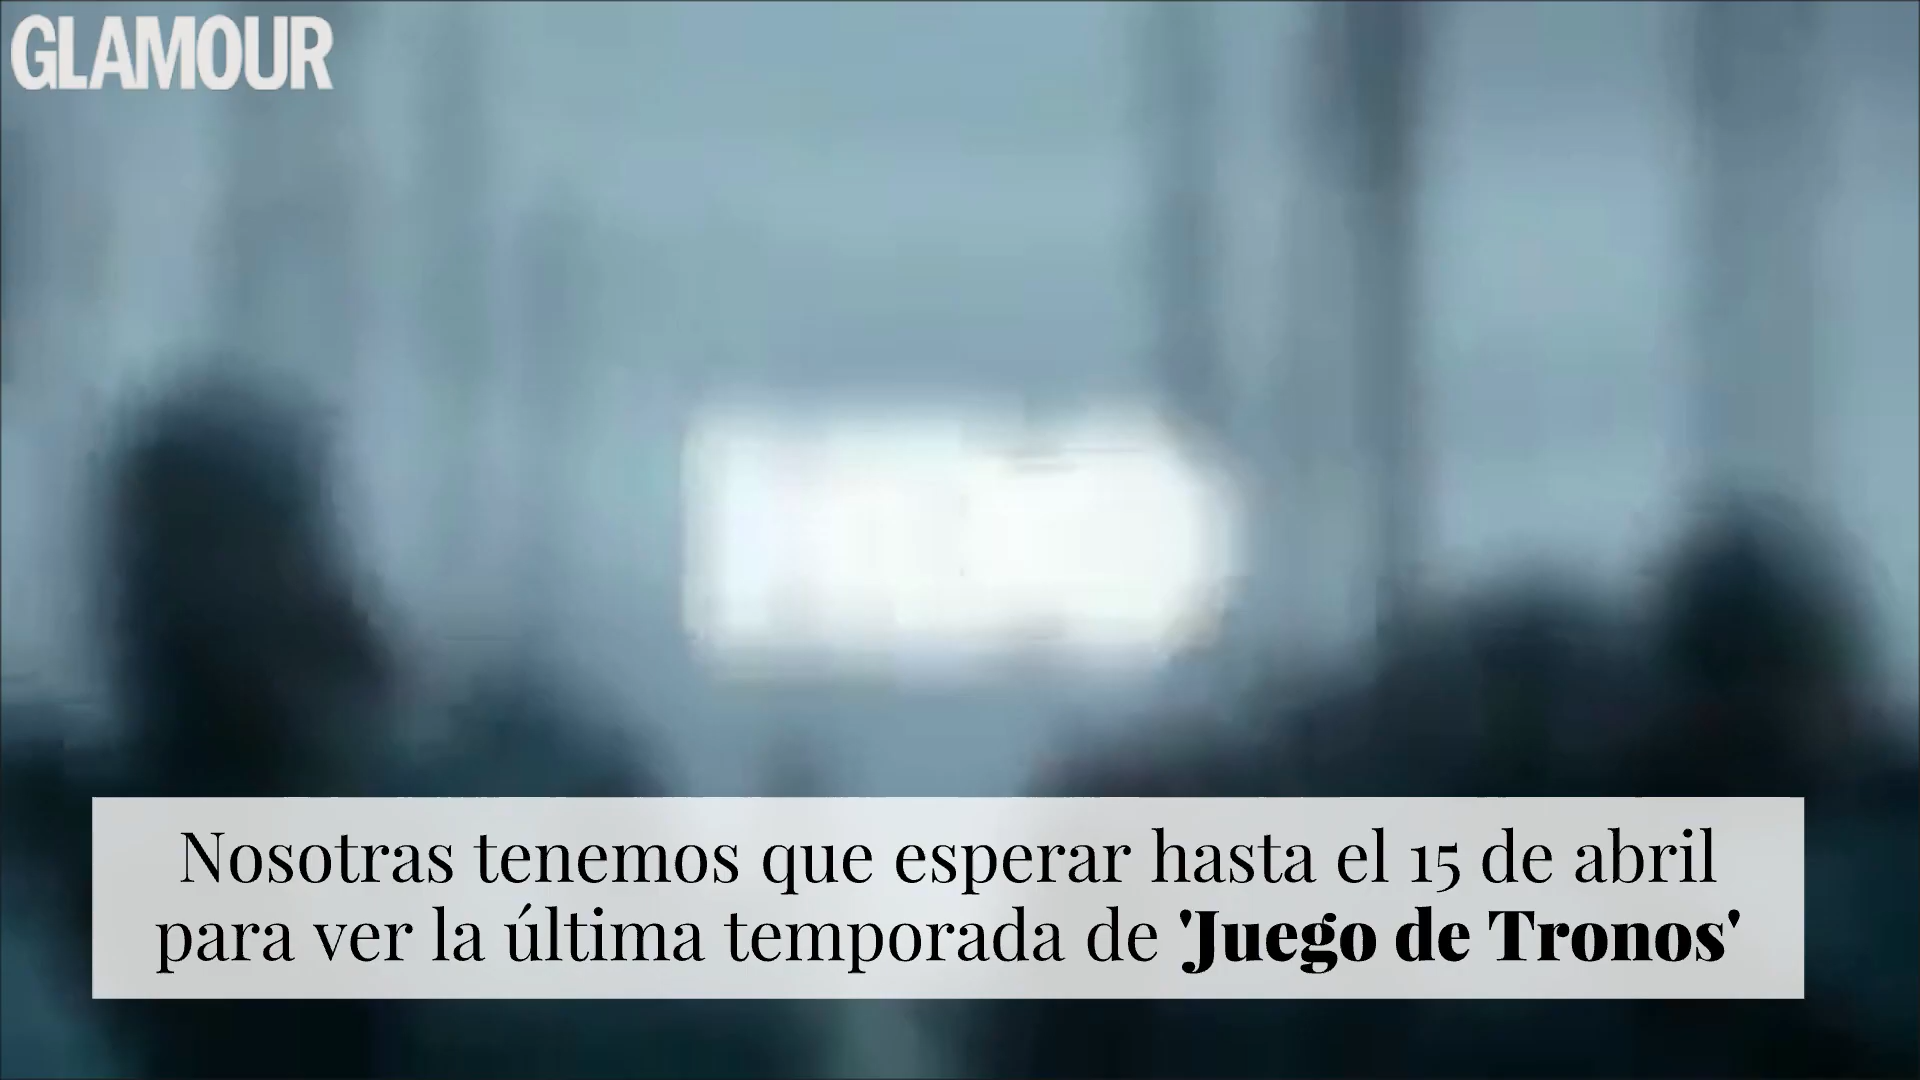 GLAMOUR
Nosotras tenemos que esperar hasta el 15 de abril
para ver la última temporada de 'Juego de Tronos'